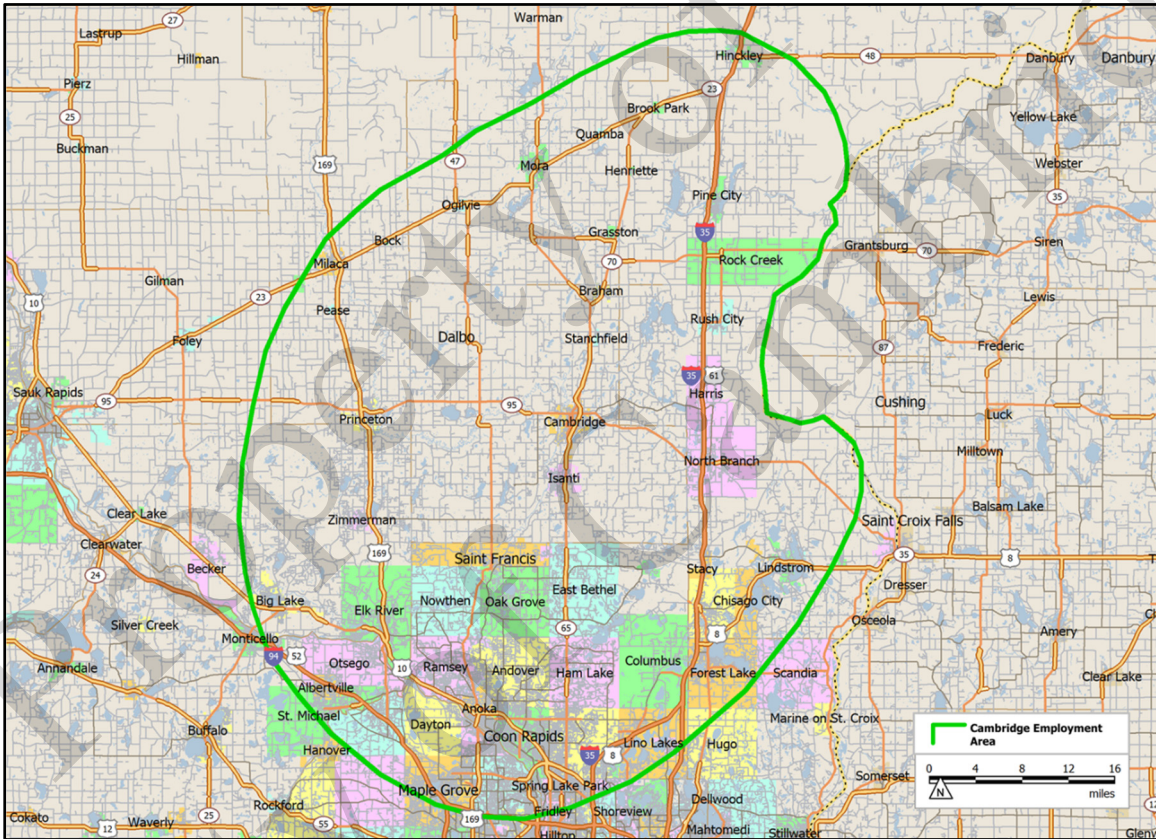 Warman
Lastrup
27
Hillman
Hinckley
48
Danbury
Danbury
Pierz
23
Brook Park
Yellow Lake
25
Quamba
Buckman
169
47
Mora
Henriette
Webster
Pine City
35
Ogilvie
Grasston
35
Bock
Grantsburg
70
Siren
Rock Creek
70
Milaca
Gilman
Braham
10
23
Lewis
Pease
Rush City
Foley
Dalbo
Stanchfield
Frederic
87
35
61
Sauk Rapids
Harris
95
95
Cushing
Luck
Princeton
Cambridge
Milltown
North Branch
Isanti
Balsam Lake
Clear Lake
Zimmerman
Saint Croix Falls
Clearwater
169
35
8
Saint Francis
Becker
Stacy
Lindstrom
24
Dresser
East Bethel
Big Lake
Nowthen
Oak Grove
Chisago City
Elk River
Silver Creek
Osceola
65
8
Amery
Monticello
94
52
Otsego
10
Ramsey
Andover
Ham Lake
Columbus
Forest Lake
Scandia
Annandale
Clear Lake
Albertville
St. Michael
Anoka
Marine on St. Croix
Buffalo
Dayton
Coon Rapids
Cambridge Employment
Area
Hanover
35
8
Lino Lakes
Hugo
0 4 8 12 16
N
miles
Somerset
Spring Lake Park
Maple Grove
Dellwood
Rockford
Fridley
Shoreview
25
Cokato
12
Waverly
55
169
Hilltop
Mahtomedi
Stillwater
Property of Cambridge